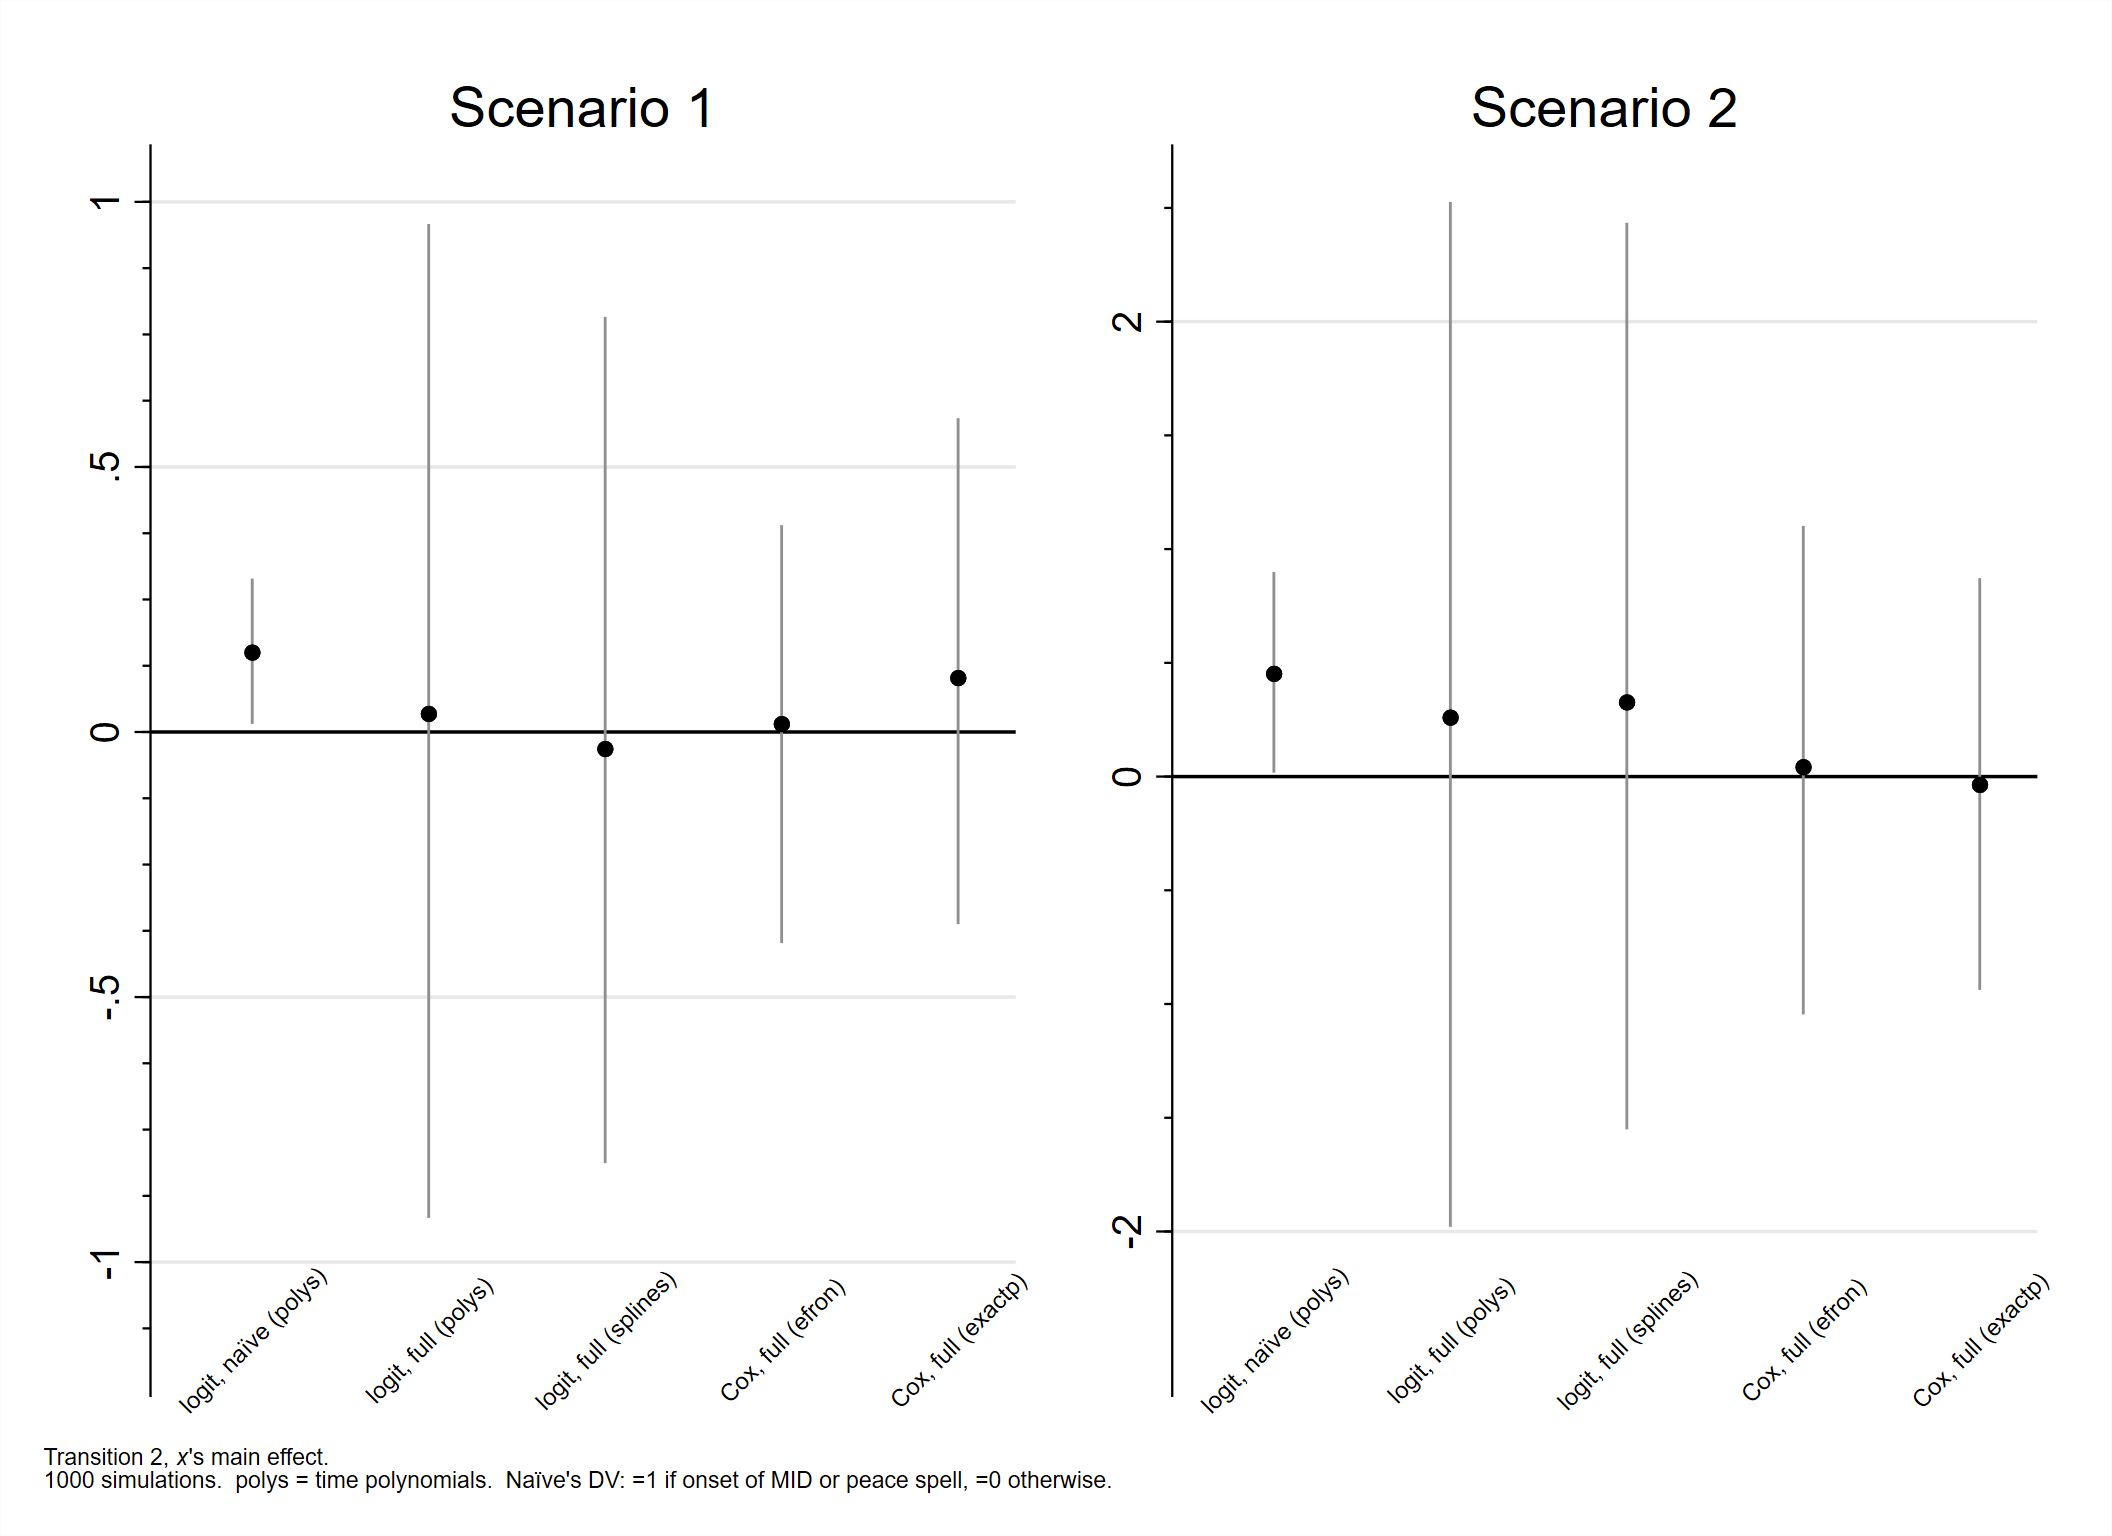 Scenario 1
1
.5
0
-.5
-1
logit, naïve (polys)
logit, full (polys)
logit, full (splines)
Cox, full (efron)
Cox, full (exactp)
Scenario 2
2
0
-2
logit, naïve (polys)
logit, full (polys)
logit, full (splines)
Cox, full (efron)
Cox, full (exactp)
Transition 2, x's main effect.
1000 simulations.  polys = time polynomials.  Naïve's DV: =1 if onset of MID or peace spell, =0 otherwise.